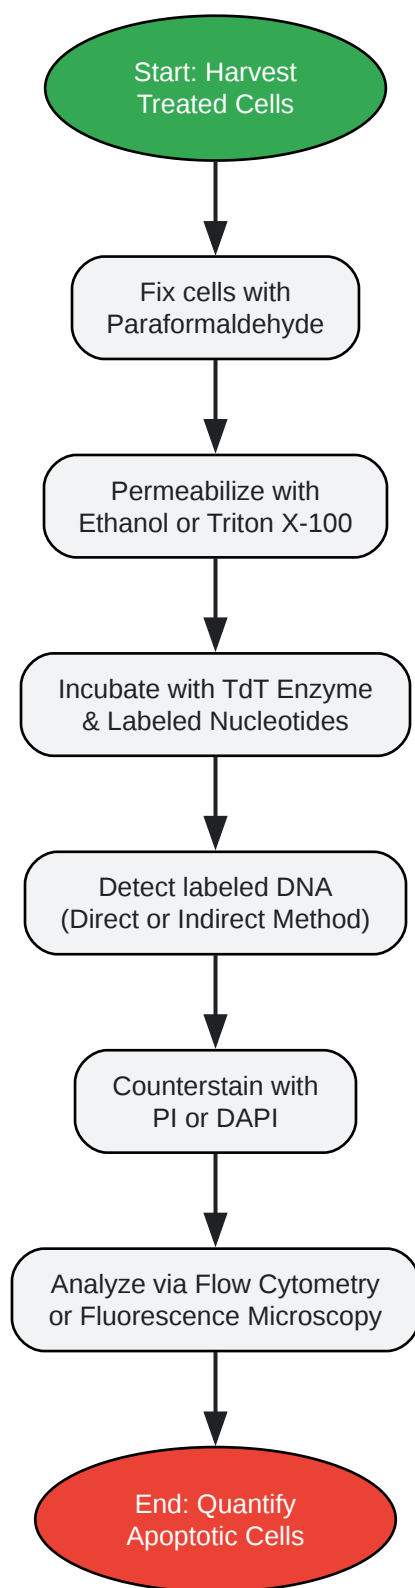 Start: Harvest
Treated Cells
Fix cells with
Paraformaldehyde
Permeabilize with
Ethanol or Triton X-100
Incubate with TdT Enzyme
& Labeled Nucleotides
Detect labeled DNA
(Direct or Indirect Method)
Counterstain with
PI or DAPI
Analyze via Flow Cytometry
or Fluorescence Microscopy
End: Quantify
Apoptotic Cells